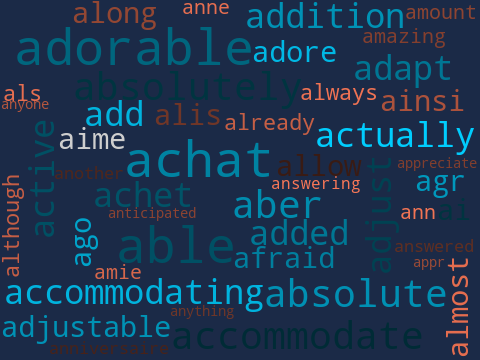 along anne addition amount
adorable adore amazing
adapt
als absolutely always ainsi
anyone add alis already
aime actually
active achat allow appreciate
another answering agr
achet adjust
although anticipated aber ann ai
ago added
able afraid answered
amie appr
accommodating absolute almost
anything
adjustable accommodate
anniversaire